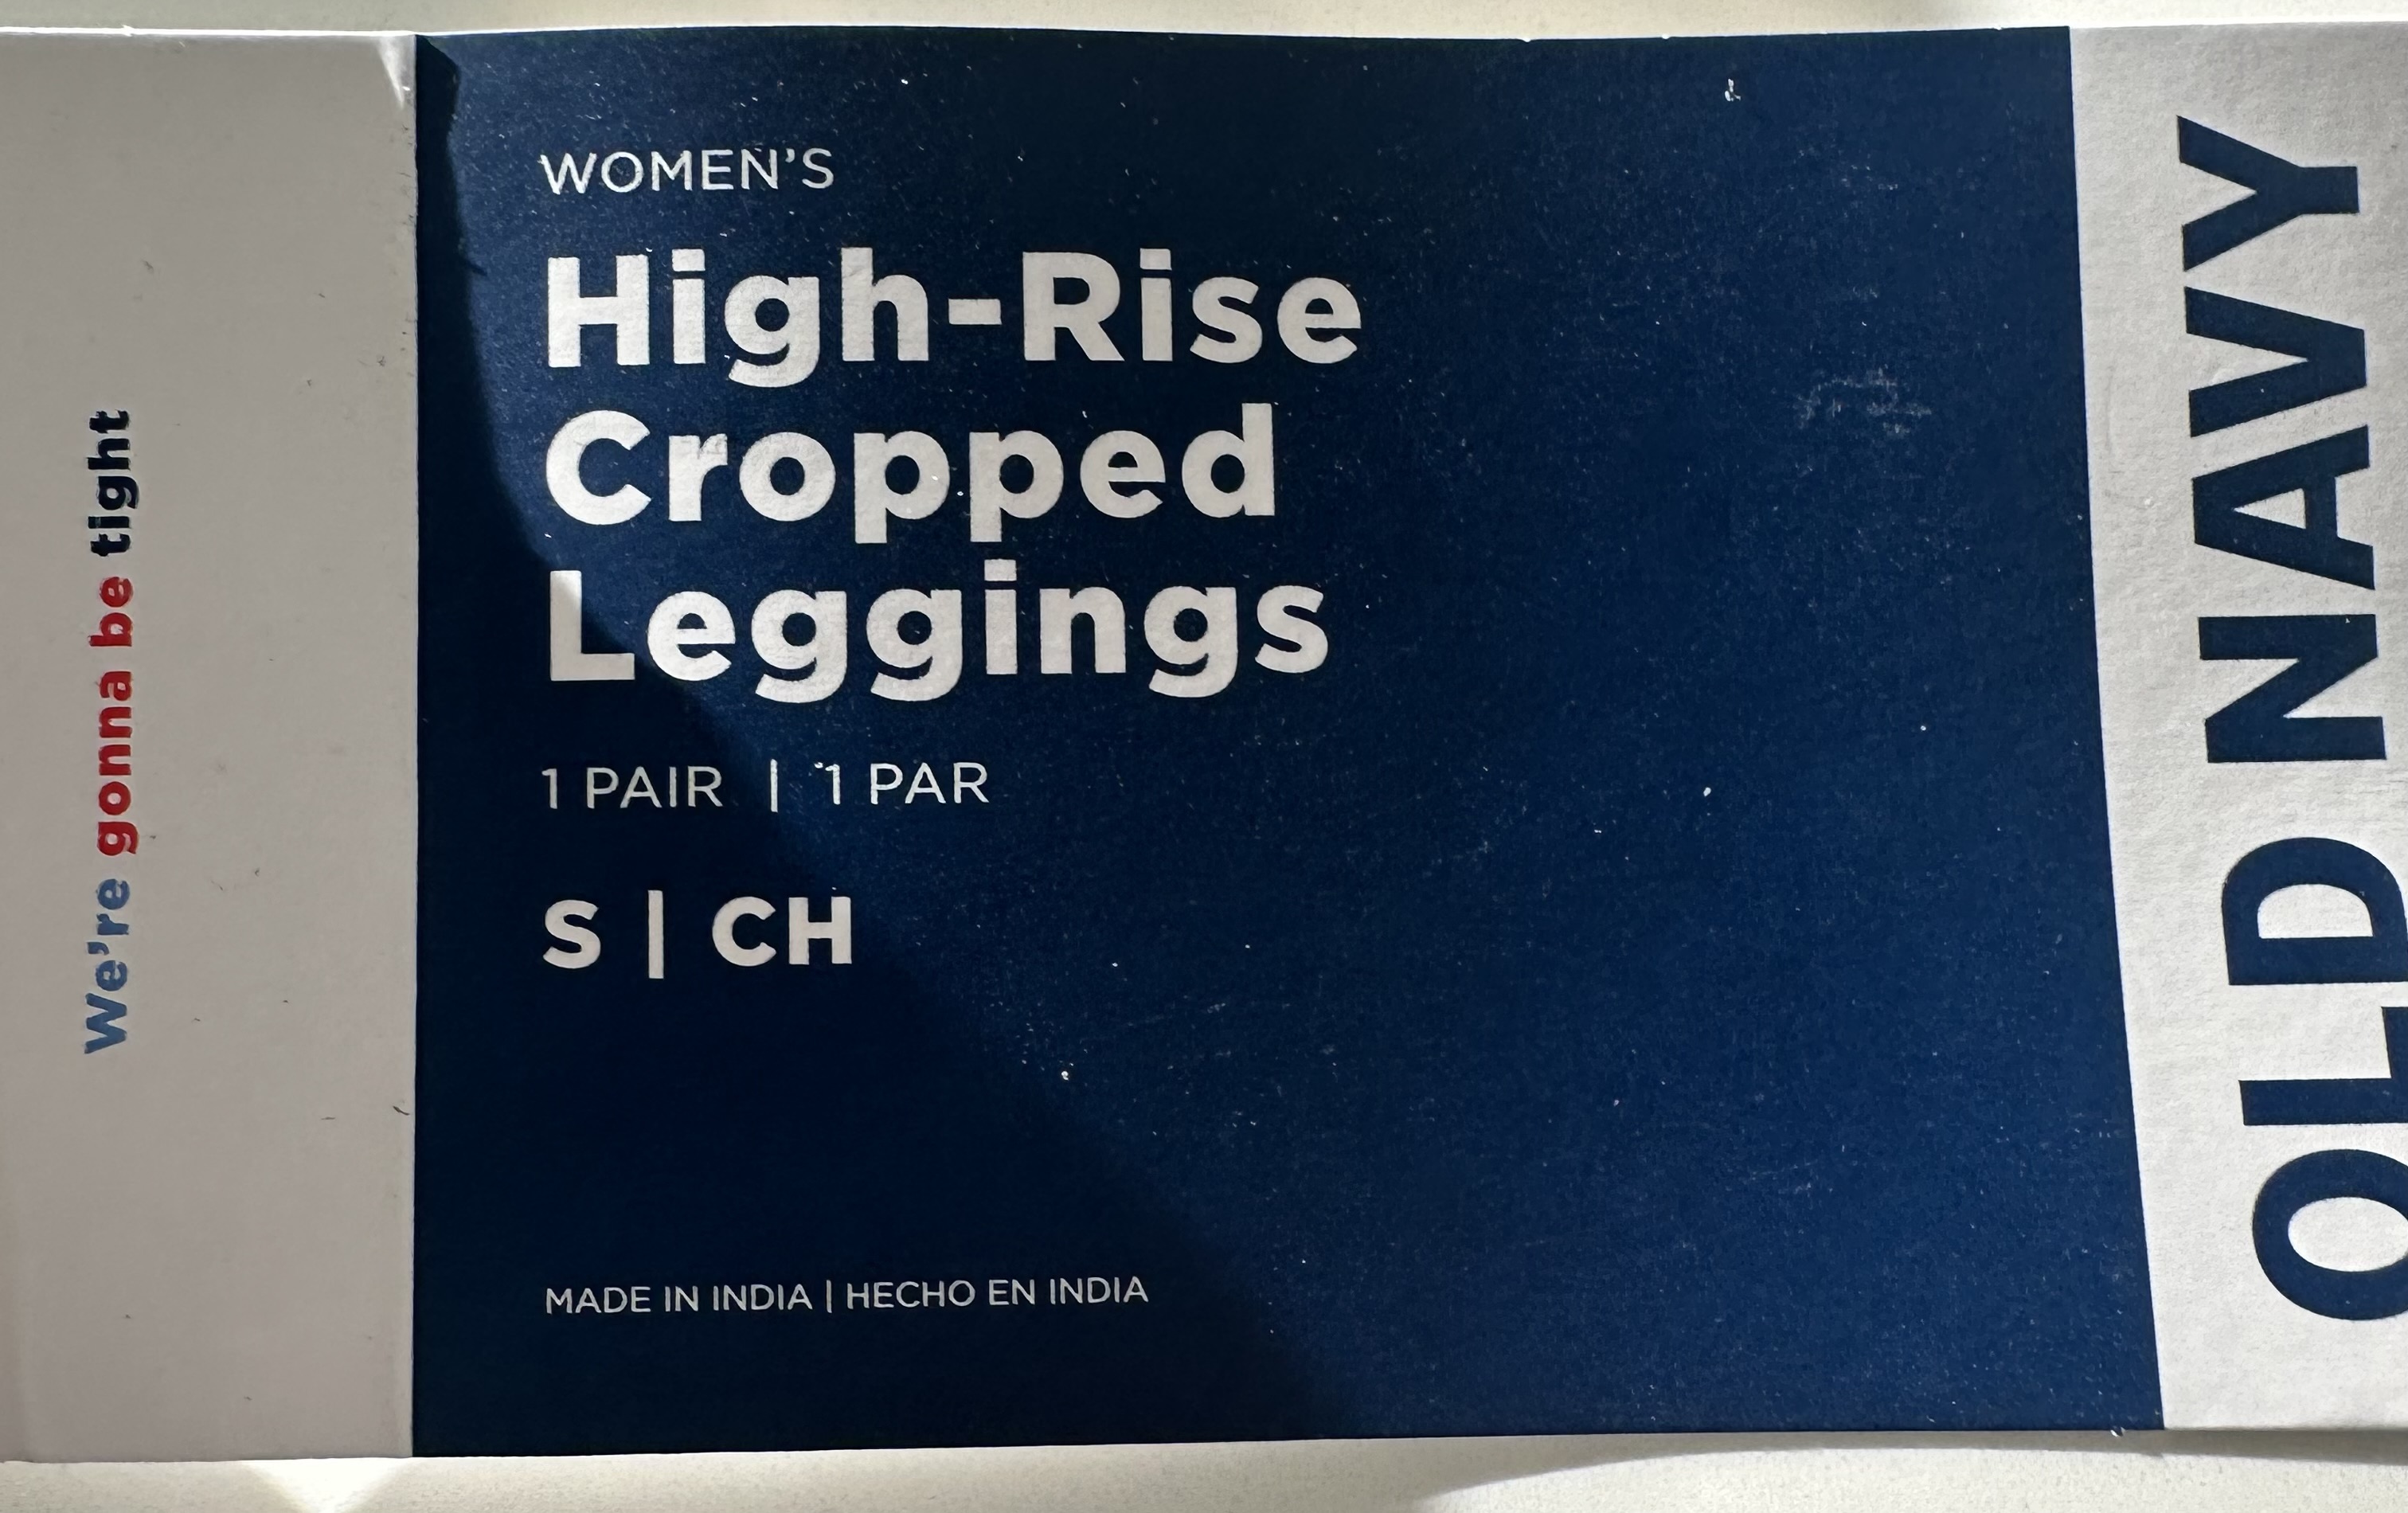 We're gonna be tight
WOMEN'S
High-Rise
Cropped
Leggings
1 PAIR | 1 PAR
S | CH
MADE IN INDIA | HECHO EN INDIA
OLD NAVY